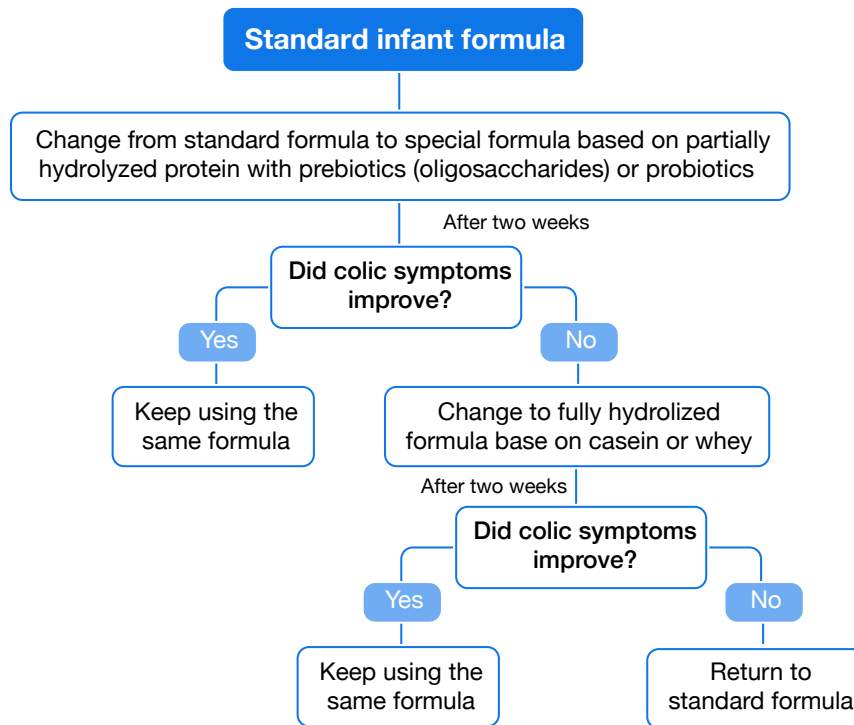 Standard infant formula
Change from standard formula to special formula based on partially
hydrolyzed protein with prebiotics (oligosaccharides) or probiotics
After two weeks
Did colic symptoms
improve?
Yes
No
Keep using the
same formula
Change to fully hydrolized
formula base on casein or whey
After two weeks
Did colic symptoms
improve?
Yes
No
Keep using the
same formula
Return to
standard formula